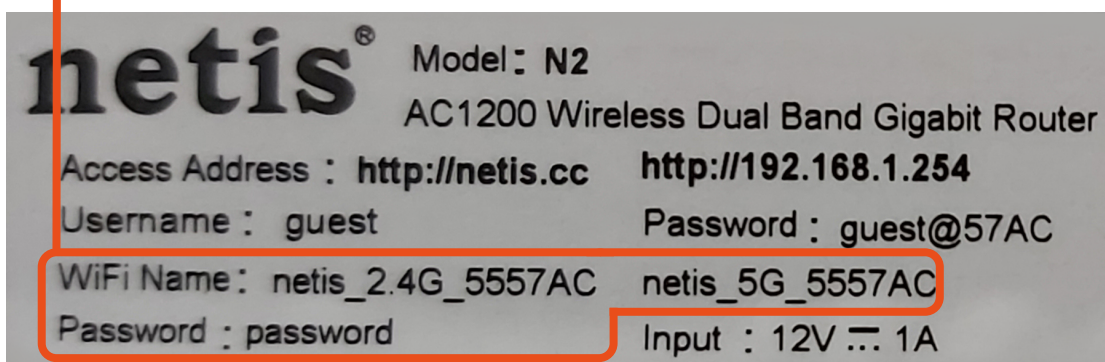 netis® Model: N2
AC1200 Wireless Dual Band Gigabit Router
Access Address : http://netis.cc http://192.168.1.254
Username : guest Password : guest@57AC
WiFi Name: netis_2.4G_5557AC netis_5G_5557AC
Password : password Input : 12V ⎓ 1A